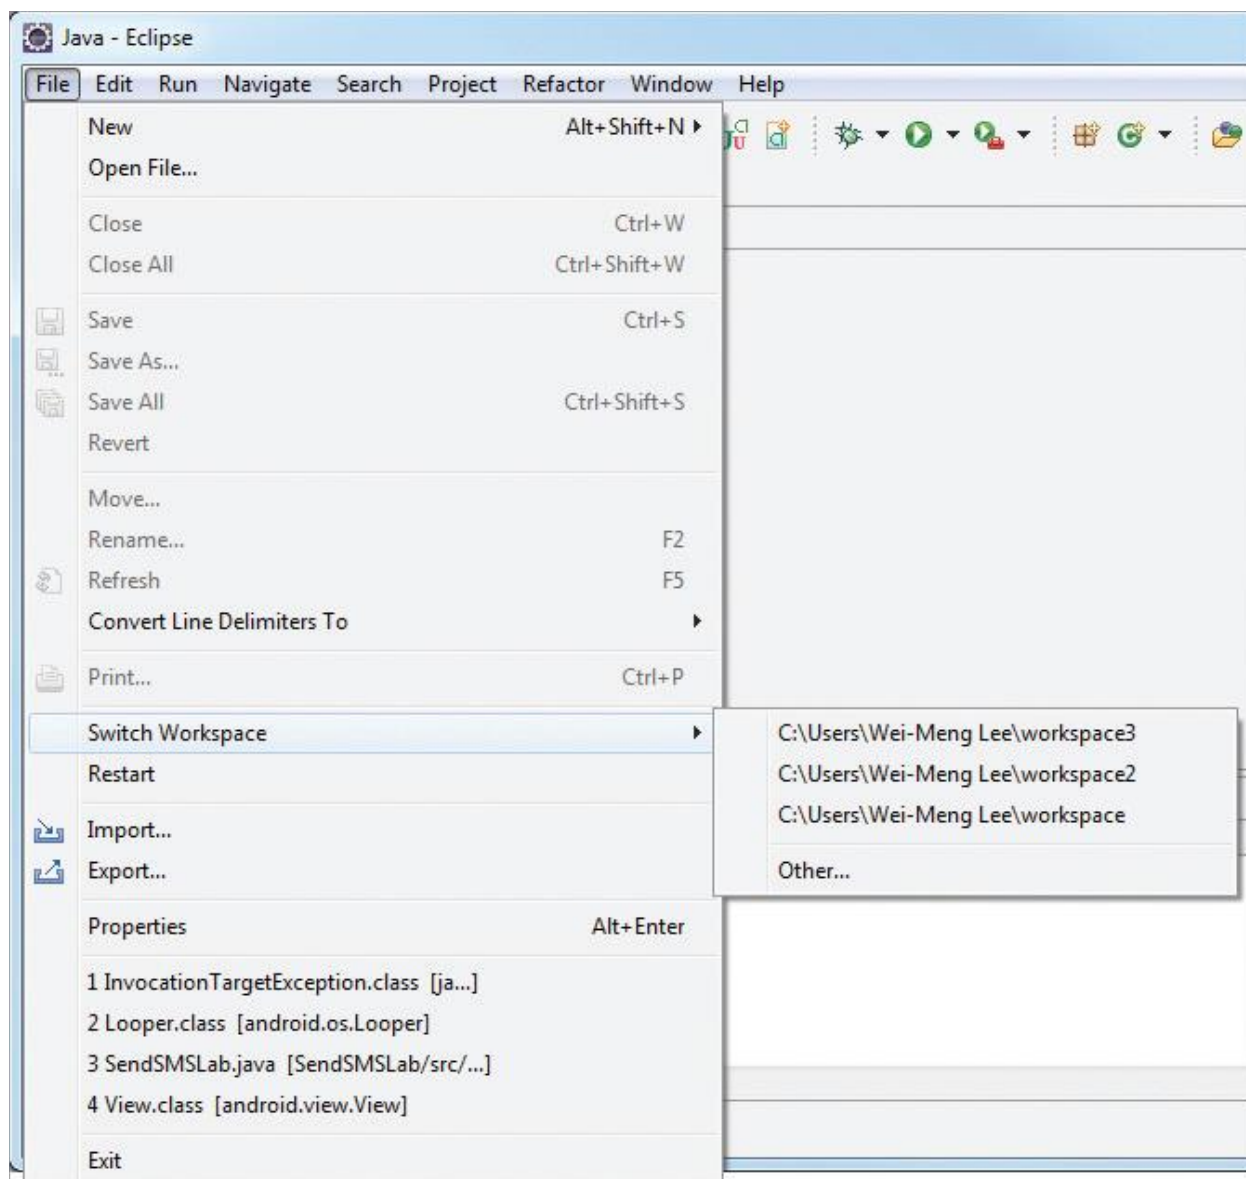 Java - Eclipse
File Edit Run Navigate Search Project Refactor Window Help
New Alt+Shift+N
Open File...
Close Ctrl+W
Close All Ctrl+Shift+W
Save Ctrl+S
Save As...
Save All Ctrl+Shift+S
Revert
Move...
Rename... F2
Refresh F5
Convert Line Delimiters To
Print... Ctrl+P
Switch Workspace
Restart
Import...
Export...
Properties Alt+Enter
1 InvocationTargetException.class [ja...]
2 Looper.class [android.os.Looper]
3 SendSMSLab.java [SendSMSLab/src/...]
4 View.class [android.view.View]
Exit
C:\Users\Wei-Meng Lee\workspace3
C:\Users\Wei-Meng Lee\workspace2
C:\Users\Wei-Meng Lee\workspace
Other...